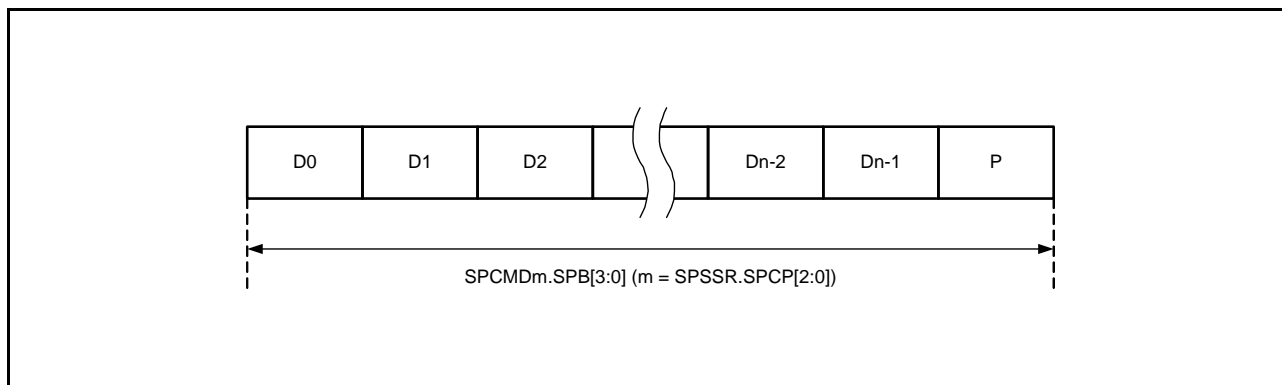 D0 D1 D2 Dn-2 Dn-1 P
SPCMDm.SPB[3:0] (m = SPSSR.SPCP[2:0])